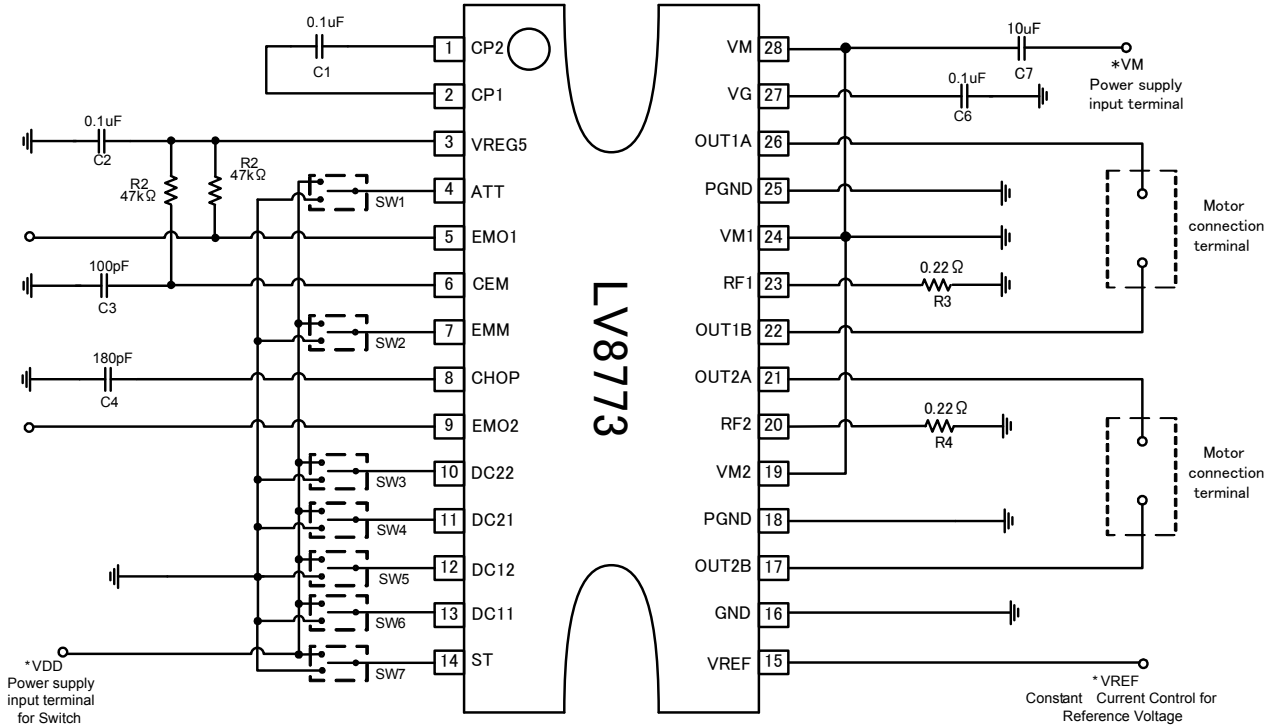 0.1uF
C1
1 CP2
2 CP1
0.1uF
C2
3 VREG5
R2
47kΩ
R2
47kΩ
SW1
4 ATT
5 EMO1
100pF
C3
6 CEM
SW2
7 EMM
180pF
C4
8 CHOP
9 EMO2
SW3
10 DC22
SW4
11 DC21
SW5
12 DC12
SW6
13 DC11
SW7
14 ST
*VDD
Power supply
input terminal
for Switch
LV8773
VM 28
10uF
C7
*VM
Power supply
input terminal
VG 27
0.1uF
C6
OUT1A 26
PGND 25
VM1 24
Motor
connection
terminal
RF1 23
0.22Ω
R3
OUT1B 22
OUT2A 21
RF2 20
0.22Ω
R4
VM2 19
Motor
connection
terminal
PGND 18
OUT2B 17
GND 16
VREF 15
*VREF
Constant Current Control for
Reference Voltage